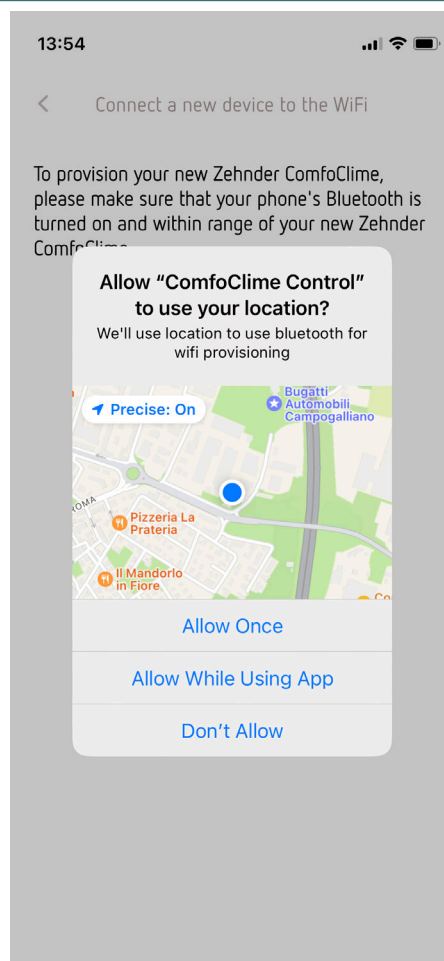 13:54
Connect a new device to the WiFi
To provision your new Zehnder ComfoClime,
please make sure that your phone's Bluetooth is
turned on and within range of your new Zehnder
Allow “ComfoClime Control”
to use your location?
We'll use location to use bluetooth for
wifi provisioning
Precise: On
Bugatti
Automobili
Campogalliano
ROMA
Pizzeria La
Prateria
Il Mandorlo
in Fiore
Allow Once
Allow While Using App
Don’t Allow